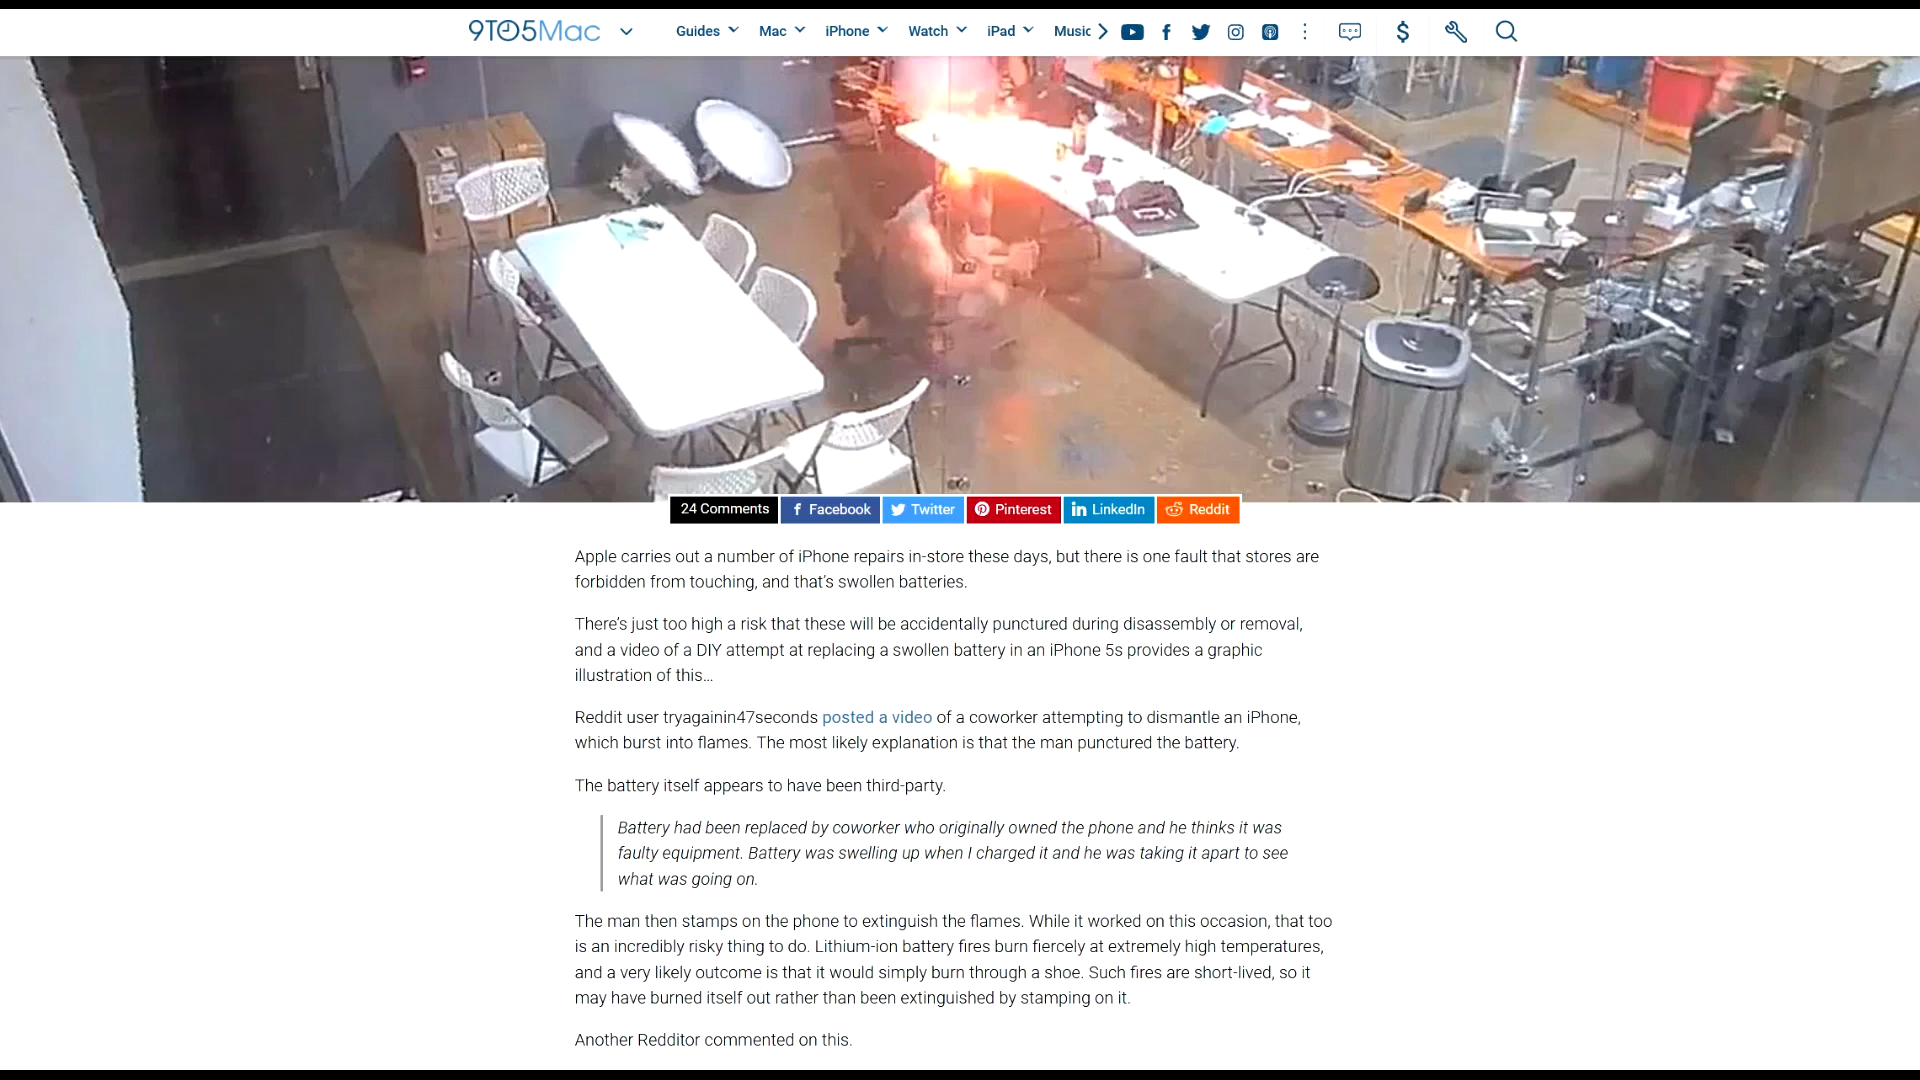 9TO5Mac
Guides
Mac
iPhone
Watch
iPad
Music
24 Comments
Facebook
Twitter
Pinterest
LinkedIn
Reddit
Apple carries out a number of iPhone repairs in-store these days, but there is one fault that stores are
forbidden from touching, and that's swollen batteries.
There's just too high a risk that these will be accidentally punctured during disassembly or removal,
and a video of a DIY attempt at replacing a swollen battery in an iPhone 5s provides a graphic
illustration of this…
Reddit user tryagainin47seconds posted a video of a coworker attempting to dismantle an iPhone,
which burst into flames. The most likely explanation is that the man punctured the battery.
The battery itself appears to have been third-party.
Battery had been replaced by coworker who originally owned the phone and he thinks it was
faulty equipment. Battery was swelling up when I charged it and he was taking it apart to see
what was going on.
The man then stamps on the phone to extinguish the flames. While it worked on this occasion, that too
is an incredibly risky thing to do. Lithium-ion battery fires burn fiercely at extremely high temperatures,
and a very likely outcome is that it would simply burn through a shoe. Such fires are short-lived, so it
may have burned itself out rather than been extinguished by stamping on it.
Another Redditor commented on this.